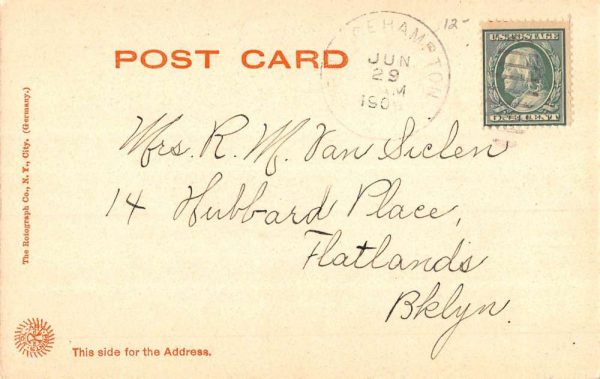 12-
POST CARD
JUN
29
AM
U.S. POSTAGE
ONE CENT
Mrs. R. M. Van Siclen
14 Hubbard Place,
Flatlands
Bklyn.
The Rotograph Co., N. Y., City. (Germany.)
This side for the Address.